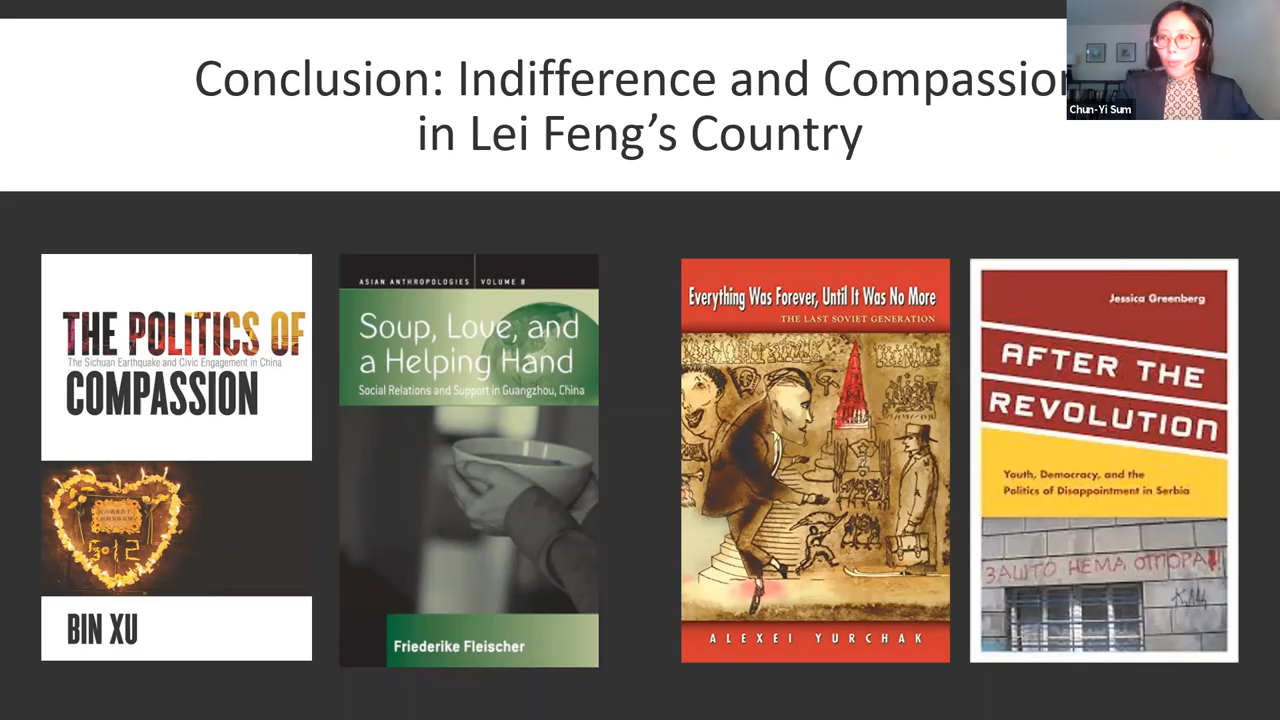 Conclusion: Indifference and Compassion
in Lei Feng's Country
Chun-Yi Sum
THE POLITICS OF
The Sichuan Earthquake and Civic Engagement in China
COMPASSION
5 12
BIN XU
ASIAN ANTHROPOLOGIES VOLUME 8
Soup, Love, and
a Helping Hand
Social Relations and Support in Guangzhou, China
Friederike Fleischer
Everything Was Forever, Until It Was No More
THE LAST SOVIET GENERATION
ALEXEI YURCHAK
Jessica Greenberg
AFTER THE
REVOLUTION
Youth, Democracy, and the
Politics of Disappointment in Serbia
ЗАШТО НЕМА ОТПОРА